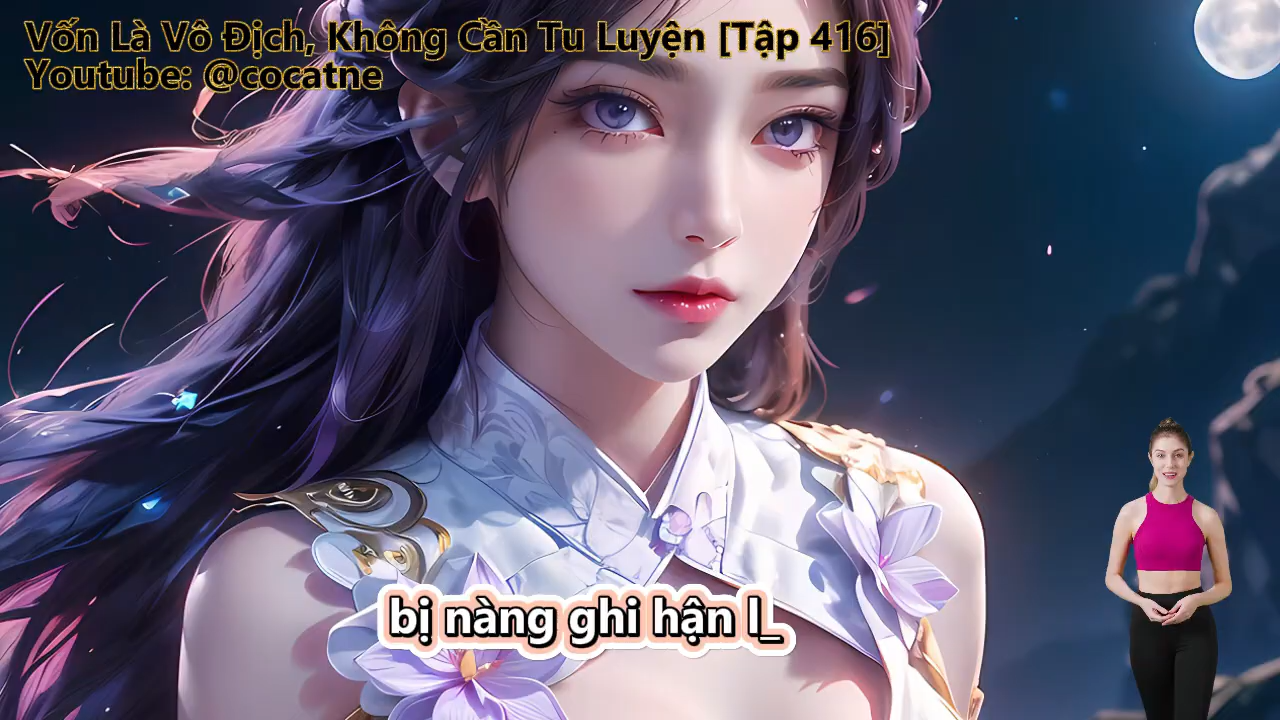 Vốn Là Vô Địch, Không Cần Tu Luyện [Tập 416]
Youtube: @cocatne
bị nàng ghi hận l_